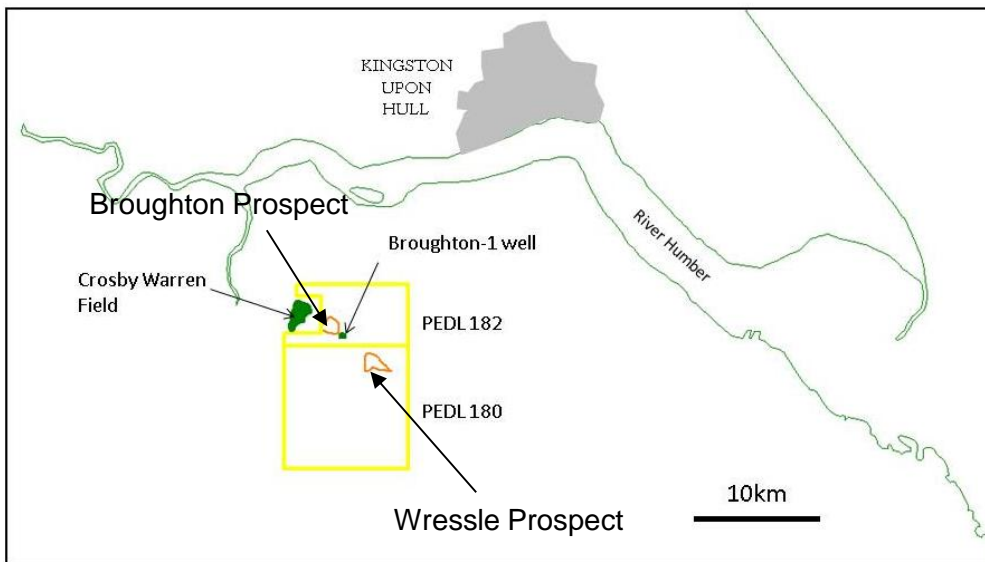 KINGSTON
UPON
HULL
Broughton Prospect
River Humber
Broughton-1 well
Crosby Warren
Field
PEDL 182
PEDL 180
10km
Wressle Prospect